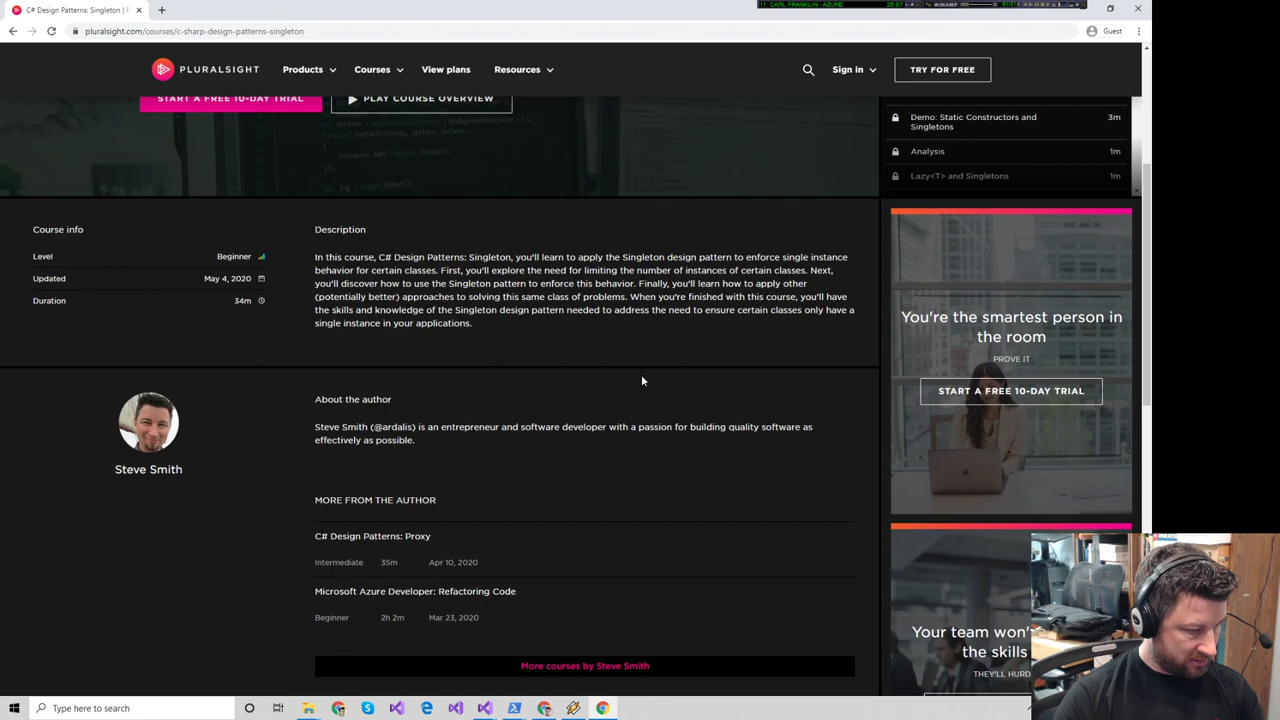 C# Design Patterns: Singleton | P
11. CARL FRANKLIN - AZURE
WINAMP
pluralsight.com/courses/c-sharp-design-patterns-singleton
Guest
PLURALSIGHT
Products
Courses
View plans
Resources
Sign in
TRY FOR FREE
START A FREE 10-DAY TRIAL
PLAY COURSE OVERVIEW
Demo: Static Constructors and
Singletons
3m
Analysis
1m
Lazy<T> and Singletons
1m
Course info
Level
Beginner
Updated
May 4, 2020
Duration
34m
Description
In this course, C# Design Patterns: Singleton, you'll learn to apply the Singleton design pattern to enforce single instance
behavior for certain classes. First, you'll explore the need for limiting the number of instances of certain classes. Next,
you'll discover how to use the Singleton pattern to enforce this behavior. Finally, you'll learn how to apply other
(potentially better) approaches to solving this same class of problems. When you're finished with this course, you'll have
the skills and knowledge of the Singleton design pattern needed to address the need to ensure certain classes only have a
single instance in your applications.
You're the smartest person in
the room
PROVE IT
START A FREE 10-DAY TRIAL
Steve Smith
About the author
Steve Smith (@ardalis) is an entrepreneur and software developer with a passion for building quality software as
effectively as possible.
MORE FROM THE AUTHOR
C# Design Patterns: Proxy
Intermediate
35m
Apr 10, 2020
Microsoft Azure Developer: Refactoring Code
Beginner
2h 2m
Mar 23, 2020
More courses by Steve Smith
Your team won'
the skills
THEY'LL HURD
Type here to search